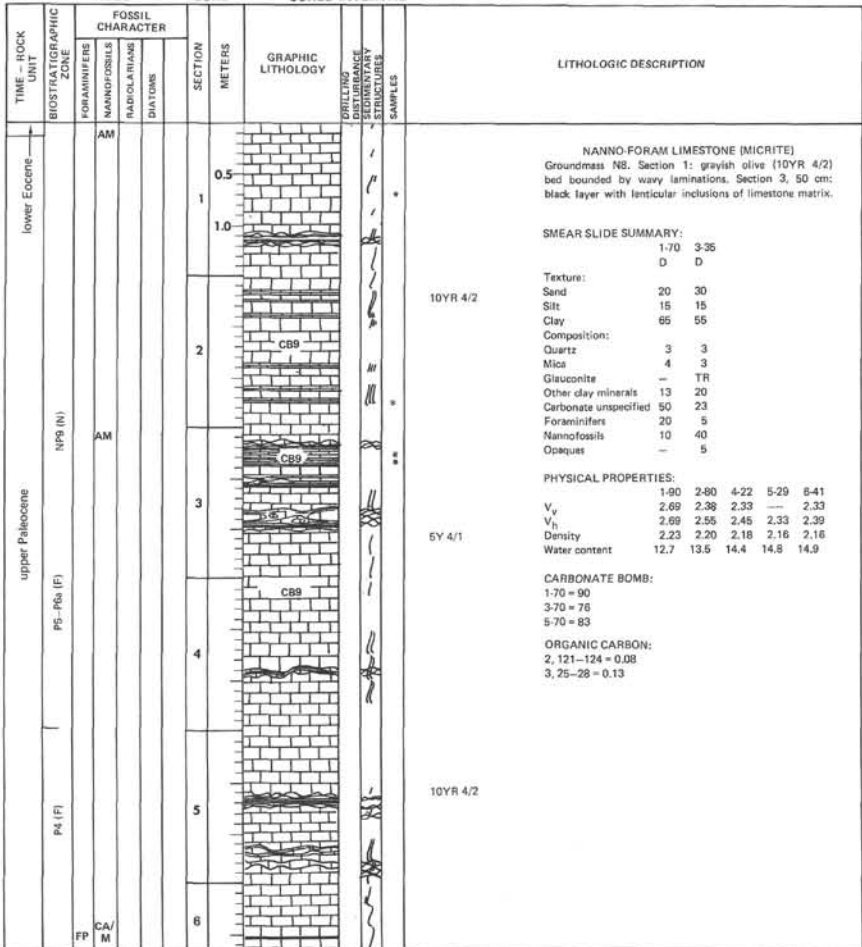 TIME – ROCK UNIT
BIOSTRATIGRAPHIC ZONE
FOSSIL CHARACTER
FORAMINIFERS
NANNOFOSSILS
RADIOLARIANS
DIATOMS
SECTION
METERS
GRAPHIC LITHOLOGY
DRILLING DISTURBANCE
SEDIMENTARY STRUCTURES
SAMPLES
LITHOLOGIC DESCRIPTION
lower Eocene
upper Paleocene
NP9 (N)
P5–P6a (F)
P4 (F)
AM
AM
FP
CA/
M
1
0.5
1.0
2
3
4
5
6
CB9
CB9
CB9
*
*
**
10YR 4/2
5Y 4/1
10YR 4/2
NANNO-FORAM LIMESTONE (MICRITE)
Groundmass N8. Section 1: grayish olive (10YR 4/2)
bed bounded by wavy laminations. Section 3, 50 cm:
black layer with lenticular inclusions of limestone matrix.
SMEAR SLIDE SUMMARY:
1-70 3-35
D D
Texture:
Sand 20 30
Silt 15 15
Clay 65 55
Composition:
Quartz 3 3
Mica 4 3
Glauconite – TR
Other clay minerals 13 20
Carbonate unspecified 50 23
Foraminifers 20 5
Nannofossils 10 40
Opaques – 5
PHYSICAL PROPERTIES:
1-90 2-80 4-22 5-29 6-41
Vv 2.69 2.38 2.33 –– 2.33
Vh 2.69 2.55 2.45 2.33 2.39
Density 2.23 2.20 2.18 2.16 2.16
Water content 12.7 13.5 14.4 14.8 14.9
CARBONATE BOMB:
1-70 = 90
3-70 = 76
5-70 = 83
ORGANIC CARBON:
2, 121–124 = 0.08
3, 25–28 = 0.13